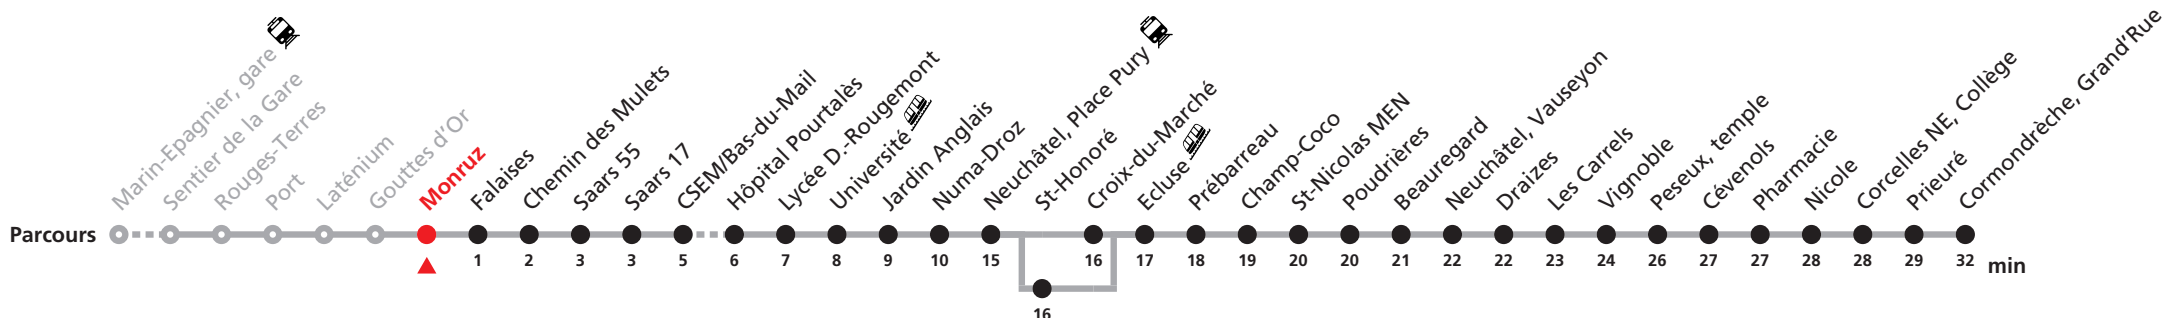 Marin-Epagnier, gare
Sentier de la Gare
Rouges-Terres
Port
Laténium
Gouttes d'Or
Monruz
Falaises
Chemin des Mulets
Saars 55
Saars 17
CSEM/Bas-du-Mail
Hôpital Pourtalès
Lycée D.-Rougemont
Université
Jardin Anglais
Numa-Droz
Neuchâtel, Place Pury
St-Honoré
Croix-du-Marché
Ecluse
Prébarreau
Champ-Coco
St-Nicolas MEN
Poudrières
Beauregard
Neuchâtel, Vauseyon
Draizes
Les Carrels
Vignoble
Peseux, temple
Cévenols
Pharmacie
Nicole
Corcelles NE, Collège
Prieuré
Cormondrèche, Grand'Rue
Parcours
1 2 3 3 5 6 7 8 9 10 15 16 17 18 19 20 20 21 22 22 23 24 26 27 27 28 28 29 32 min
16